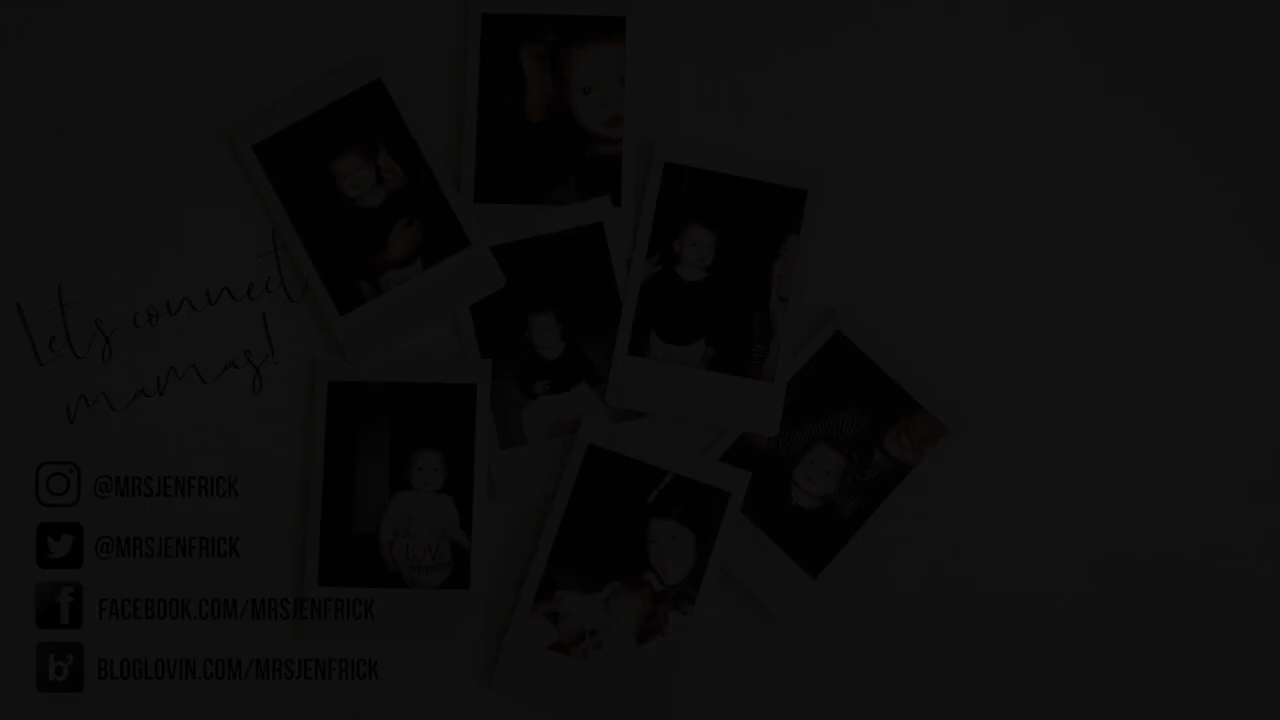 Let's connect
mamas!
@MRSJENFRICK
@MRSJENFRICK
FACEBOOK.COM/MRSJENFRICK
BLOGLOVIN.COM/MRSJENFRICK